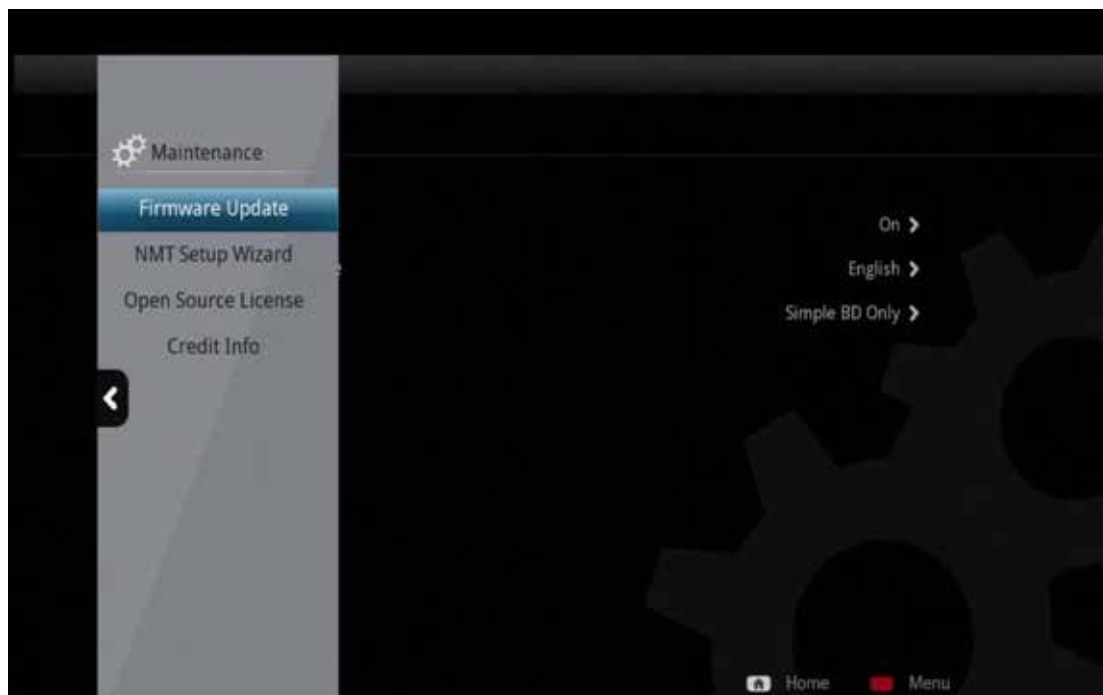 Maintenance
Firmware Update
NMT Setup Wizard
Open Source License
Credit Info
On
English
Simple BD Only
Home
Menu